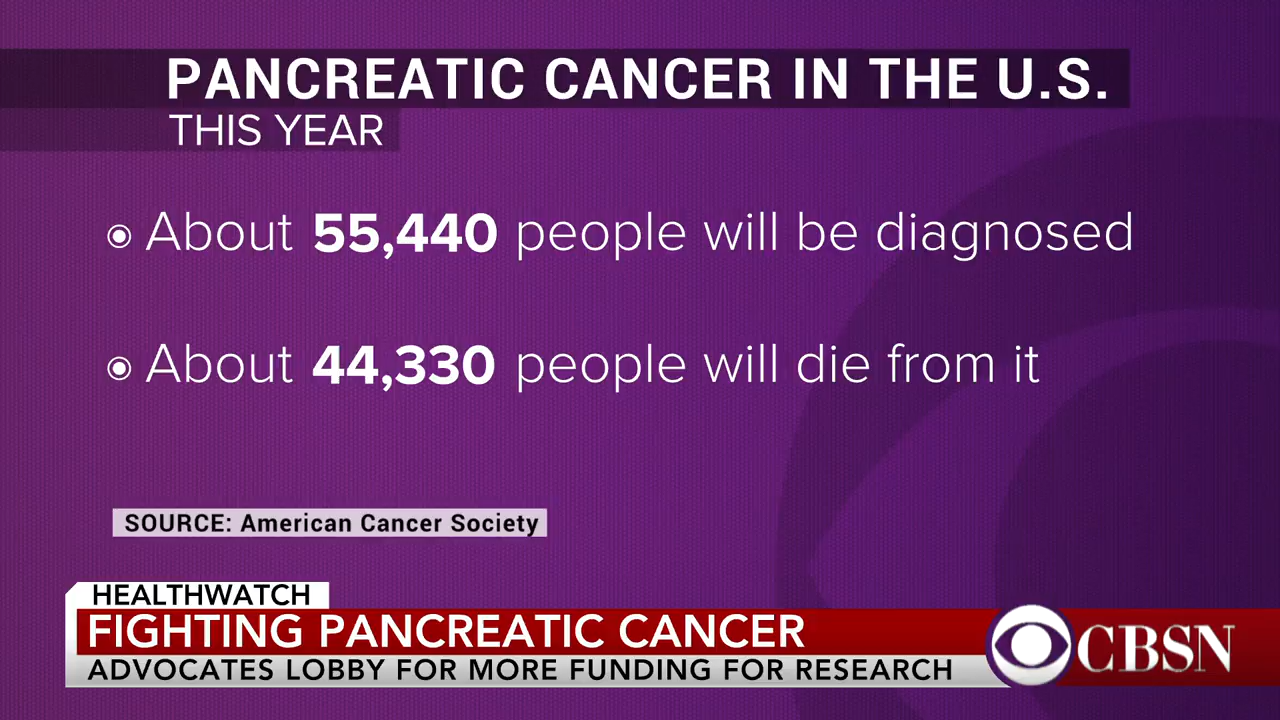 PANCREATIC CANCER IN THE U.S.
THIS YEAR
About 55,440 people will be diagnosed
About 44,330 people will die from it
SOURCE: American Cancer Society
HEALTHWATCH
FIGHTING PANCREATIC CANCER
ADVOCATES LOBBY FOR MORE FUNDING FOR RESEARCH
CBSN